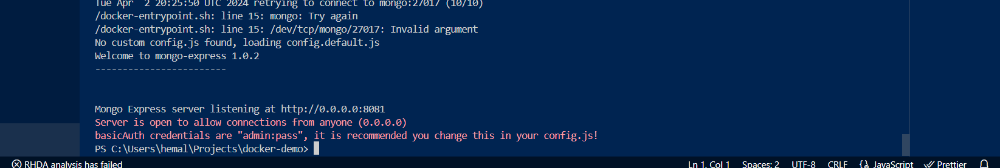 Tue Apr  2 20:25:50 UTC 2024 retrying to connect to mongo:27017 (10/10)
/docker-entrypoint.sh: line 15: mongo: Try again
/docker-entrypoint.sh: line 15: /dev/tcp/mongo/27017: Invalid argument
No custom config.js found, loading config.default.js
Welcome to mongo-express 1.0.2
------------------------
Mongo Express server listening at http://0.0.0.0:8081
Server is open to allow connections from anyone (0.0.0.0)
basicAuth credentials are "admin:pass", it is recommended you change this in your config.js!
PS C:\Users\hemal\Projects\docker-demo>
RHDA analysis has failed Ln 1, Col 1 Spaces: 2 UTF-8 CRLF JavaScript Prettier